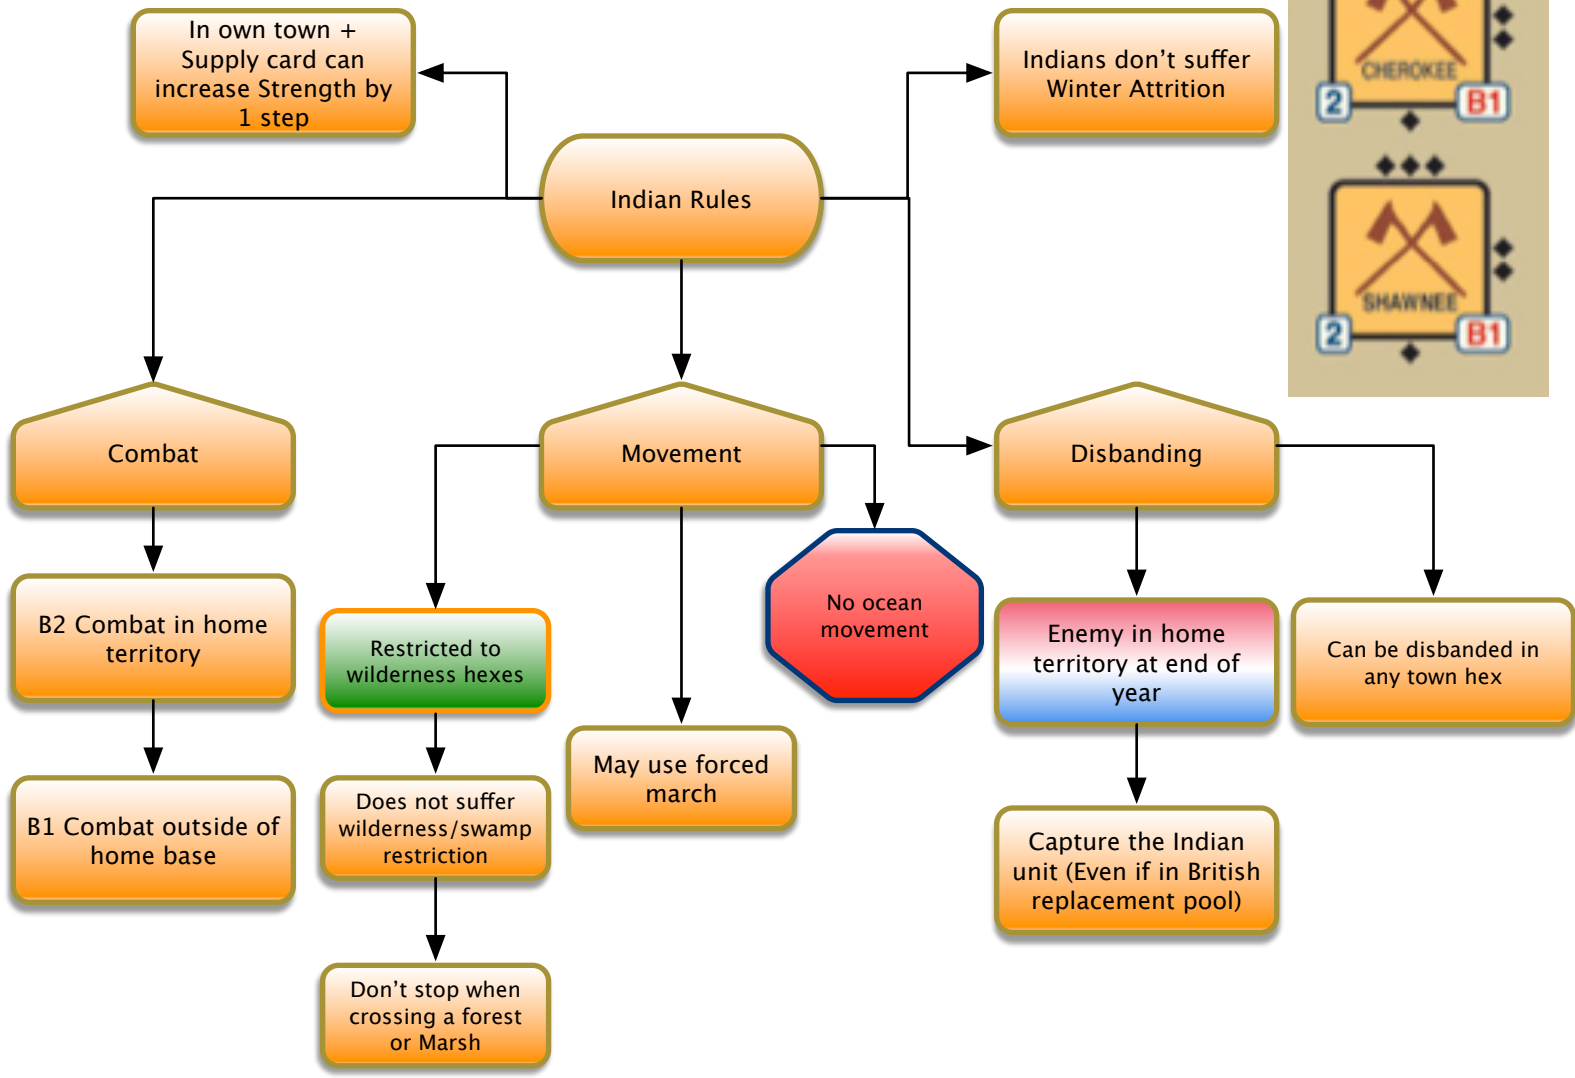 In own town +
Supply card can
increase Strength by
1 step
Indians don't suffer
Winter Attrition
CHEROKEE
2
B1
Indian Rules
SHAWNEE
2
B1
Combat
Movement
Disbanding
B2 Combat in home
territory
Restricted to
wilderness hexes
No ocean
movement
Enemy in home
territory at end of
year
Can be disbanded in
any town hex
B1 Combat outside of
home base
Does not suffer
wilderness/swamp
restriction
May use forced
march
Capture the Indian
unit (Even if in British
replacement pool)
Don't stop when
crossing a forest
or Marsh